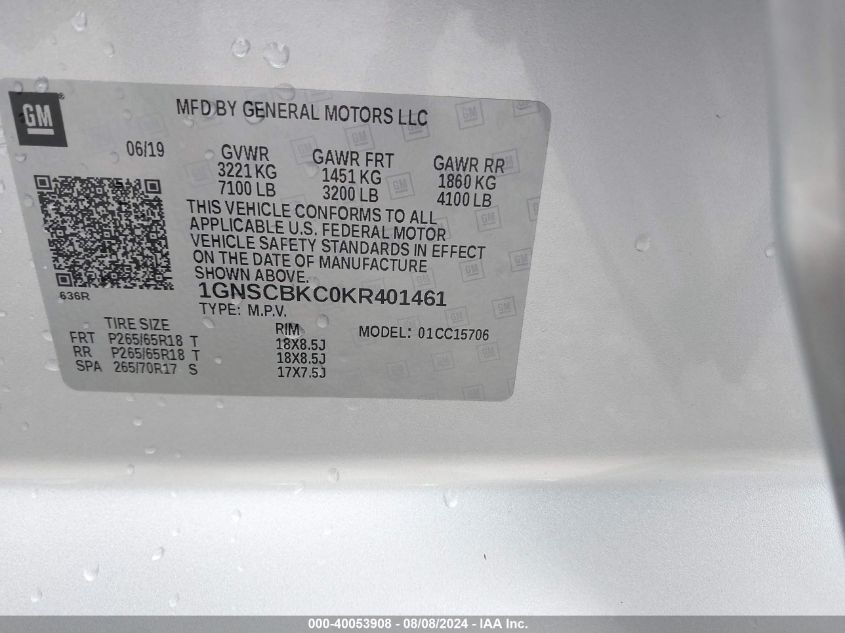 GM
MFD BY GENERAL MOTORS LLC
06/19
GVWR GAWR FRT GAWR RR
3221 KG 1451 KG 1860 KG
7100 LB 3200 LB 4100 LB
THIS VEHICLE CONFORMS TO ALL
APPLICABLE U.S. FEDERAL MOTOR
VEHICLE SAFETY STANDARDS IN EFFECT
ON THE DATE OF MANUFACTURE
SHOWN ABOVE.
636R
1GNSCBKC0KR401461
TYPE: M.P.V.
TIRE SIZE RIM MODEL: 01CC15706
FRT P265/65R18 T 18X8.5J
RR P265/65R18 T 18X8.5J
SPA 265/70R17 S 17X7.5J
000-40053908 - 08/08/2024 - IAA Inc.